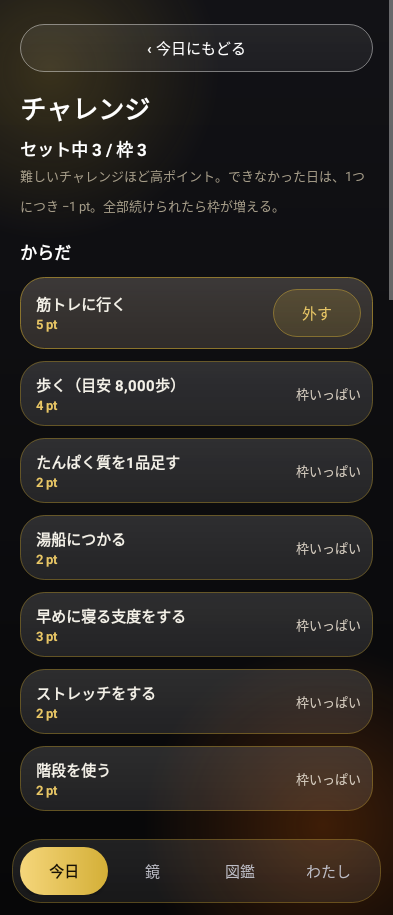 ‹ 今日にもどる
チャレンジ
セット中 3 / 枠 3
難しいチャレンジほど高ポイント。できなかった日は、1つ
につき −1 pt。全部続けられたら枠が増える。
からだ
筋トレに行く
5 pt
外す
歩く（目安 8,000歩）
4 pt
枠いっぱい
たんぱく質を1品足す
2 pt
枠いっぱい
湯船につかる
2 pt
枠いっぱい
早めに寝る支度をする
3 pt
枠いっぱい
ストレッチをする
2 pt
枠いっぱい
階段を使う
2 pt
枠いっぱい
今日 鏡 図鑑 わたし